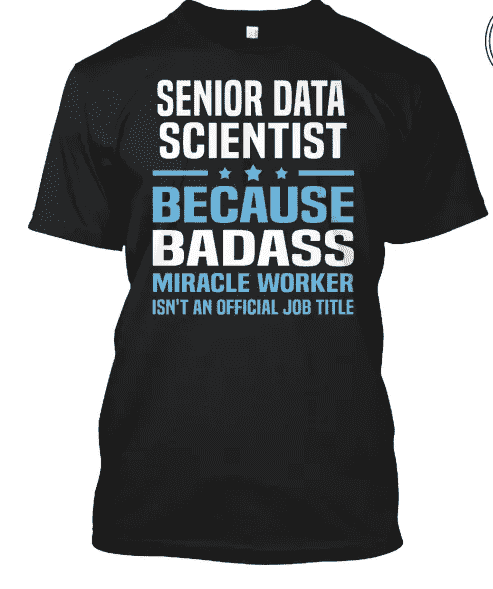 SENIOR DATA
SCIENTIST
BECAUSE
BADASS
MIRACLE WORKER
ISN'T AN OFFICIAL JOB TITLE